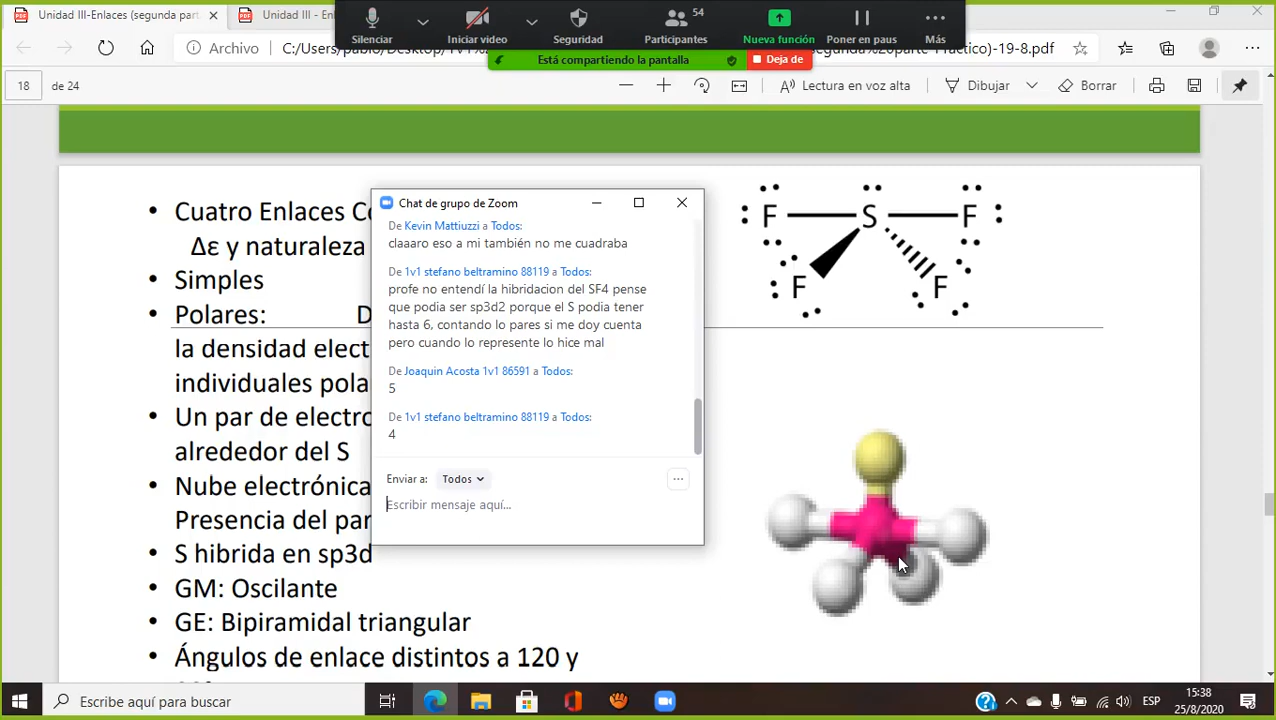 Unidad III-Enlaces (segunda part
Unidad III - En
Silenciar
Iniciar video
Seguridad
54
Participantes
Nueva función
Poner en paus
Más
Está compartiendo la pantalla
Deja de
Archivo
C:/Users/pablo/Desktop/1V1%2
segunda%20parte-Practico)-19-8.pdf
18
de 24
Lectura en voz alta
Dibujar
Borrar
• Cuatro Enlaces Co
Δε y naturaleza
• Simples
• Polares: D
la densidad elect
individuales pola
• Un par de electro
alrededor del S
• Nube electrónica
Presencia del par
• S hibrida en sp3d
• GM: Oscilante
• GE: Bipiramidal triangular
• Ángulos de enlace distintos a 120 y
F S F
F F
Chat de grupo de Zoom
De Kevin Mattiuzzi a Todos:
claaaro eso a mi también no me cuadraba
De 1v1 stefano beltramino 88119 a Todos:
profe no entendí la hibridacion del SF4 pense
que podia ser sp3d2 porque el S podia tener
hasta 6, contando lo pares si me doy cuenta
pero cuando lo represente lo hice mal
De Joaquin Acosta 1v1 86591 a Todos:
5
De 1v1 stefano beltramino 88119 a Todos:
4
Enviar a: Todos
Escribir mensaje aquí...
Escribe aquí para buscar
ESP
15:38
25/8/2020